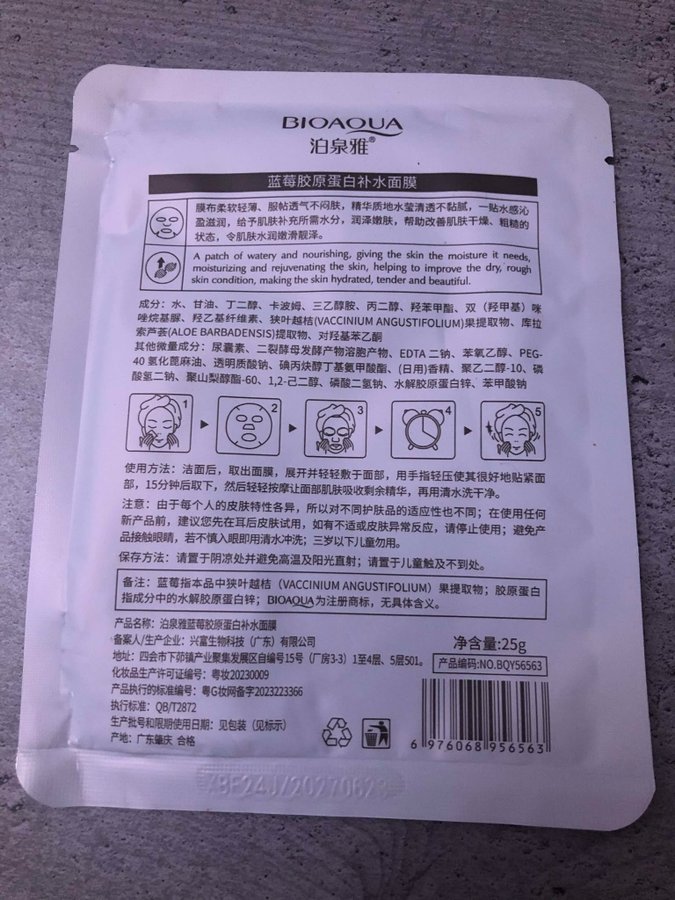 BIOAQUA
泊泉雅®
蓝莓胶原蛋白补水面膜
膜布柔软轻薄、服帖透气不闷肤，精华质地水莹清透不黏腻，一贴水感沁
盈滋润，给予肌肤补充所需水分，润泽嫩肤，帮助改善肌肤干燥、粗糙的
状态，令肌肤水润嫩滑靓泽。
A patch of watery and nourishing, giving the skin the moisture it needs,
moisturizing and rejuvenating the skin, helping to improve the dry, rough
skin condition, making the skin hydrated, tender and beautiful.
成分：水、甘油、丁二醇、卡波姆、三乙醇胺、丙二醇、羟苯甲酯、双（羟甲基）咪
唑烷基脲、羟乙基纤维素、狭叶越桔(VACCINIUM ANGUSTIFOLIUM)果提取物、库拉
索芦荟(ALOE BARBADENSIS)提取物、对羟基苯乙酮
其他微量成分：尿囊素、二裂酵母发酵产物溶胞产物、EDTA 二钠、苯氧乙醇、PEG-
40 氢化蓖麻油、透明质酸钠、碘丙炔醇丁基氨甲酸酯、(日用)香精、聚乙二醇-10、磷
酸氢二钠、聚山梨醇酯-60、1,2-己二醇、磷酸二氢钠、水解胶原蛋白锌、苯甲酸钠
1 2 3 4 5
使用方法：洁面后，取出面膜，展开并轻轻敷于面部，用手指轻压使其很好地贴紧面
部，15分钟后取下，然后轻轻按摩让面部肌肤吸收剩余精华，再用清水洗干净。
注意：由于每个人的皮肤特性各异，所以对不同护肤品的适应性也不同；在使用任何
新产品前，建议您先在耳后皮肤试用，如有不适或皮肤异常反应，请停止使用；避免产
品接触眼睛，若不慎入眼即用清水冲洗；三岁以下儿童勿用。
保存方法：请置于阴凉处并避免高温及阳光直射；请置于儿童触及不到处。
备注：蓝莓指本品中狭叶越桔（VACCINIUM ANGUSTIFOLIUM）果提取物；胶原蛋白
指成分中的水解胶原蛋白锌；BIOAQUA为注册商标，无具体含义。
产品名称：泊泉雅蓝莓胶原蛋白补水面膜
备案人/生产企业：兴富生物科技（广东）有限公司
地址：四会市下茆镇产业聚集发展区自编号15号（厂房3-3）1至4层、5层501。
化妆品生产许可证编号：粤妆20230009
产品执行的标准编号：粤G妆网备字2023223366
执行标准：QB/T2872
生产批号和限期使用日期：见包装（见标示）
产地：广东肇庆 合格
净含量:25g
产品编码:NO.BQY56563
6 976068 956563